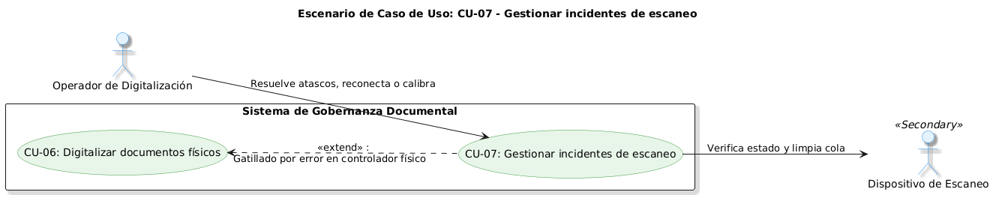 Escenario de Caso de Uso: CU-07 - Gestionar incidentes de escaneo
Operador de Digitalización
Resuelve atascos, reconecta o calibra
Sistema de Gobernanza Documental
«Secondary»
CU-06: Digitalizar documentos físicos
«extend» :
Gatillado por error en controlador físico
CU-07: Gestionar incidentes de escaneo
Verifica estado y limpia cola
Dispositivo de Escaneo